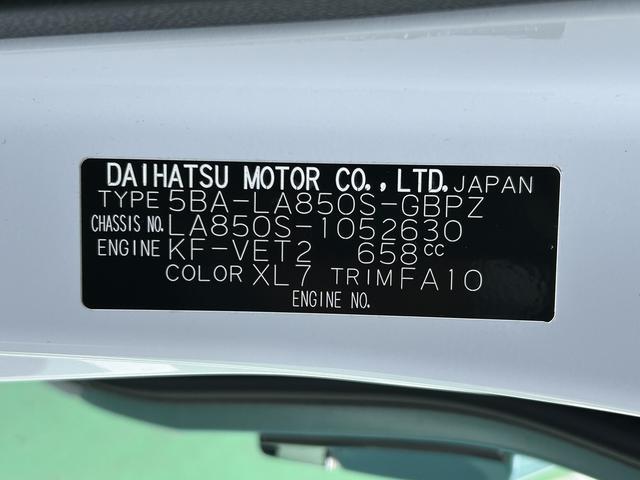 DAIHATSU MOTOR CO.,LTD. JAPAN
TYPE 5BA-LA850S-GBPZ
CHASSIS NO. LA850S-1052630
ENGINE KF-VET2 658CC
COLOR XL7 TRIM FA10
ENGINE NO.